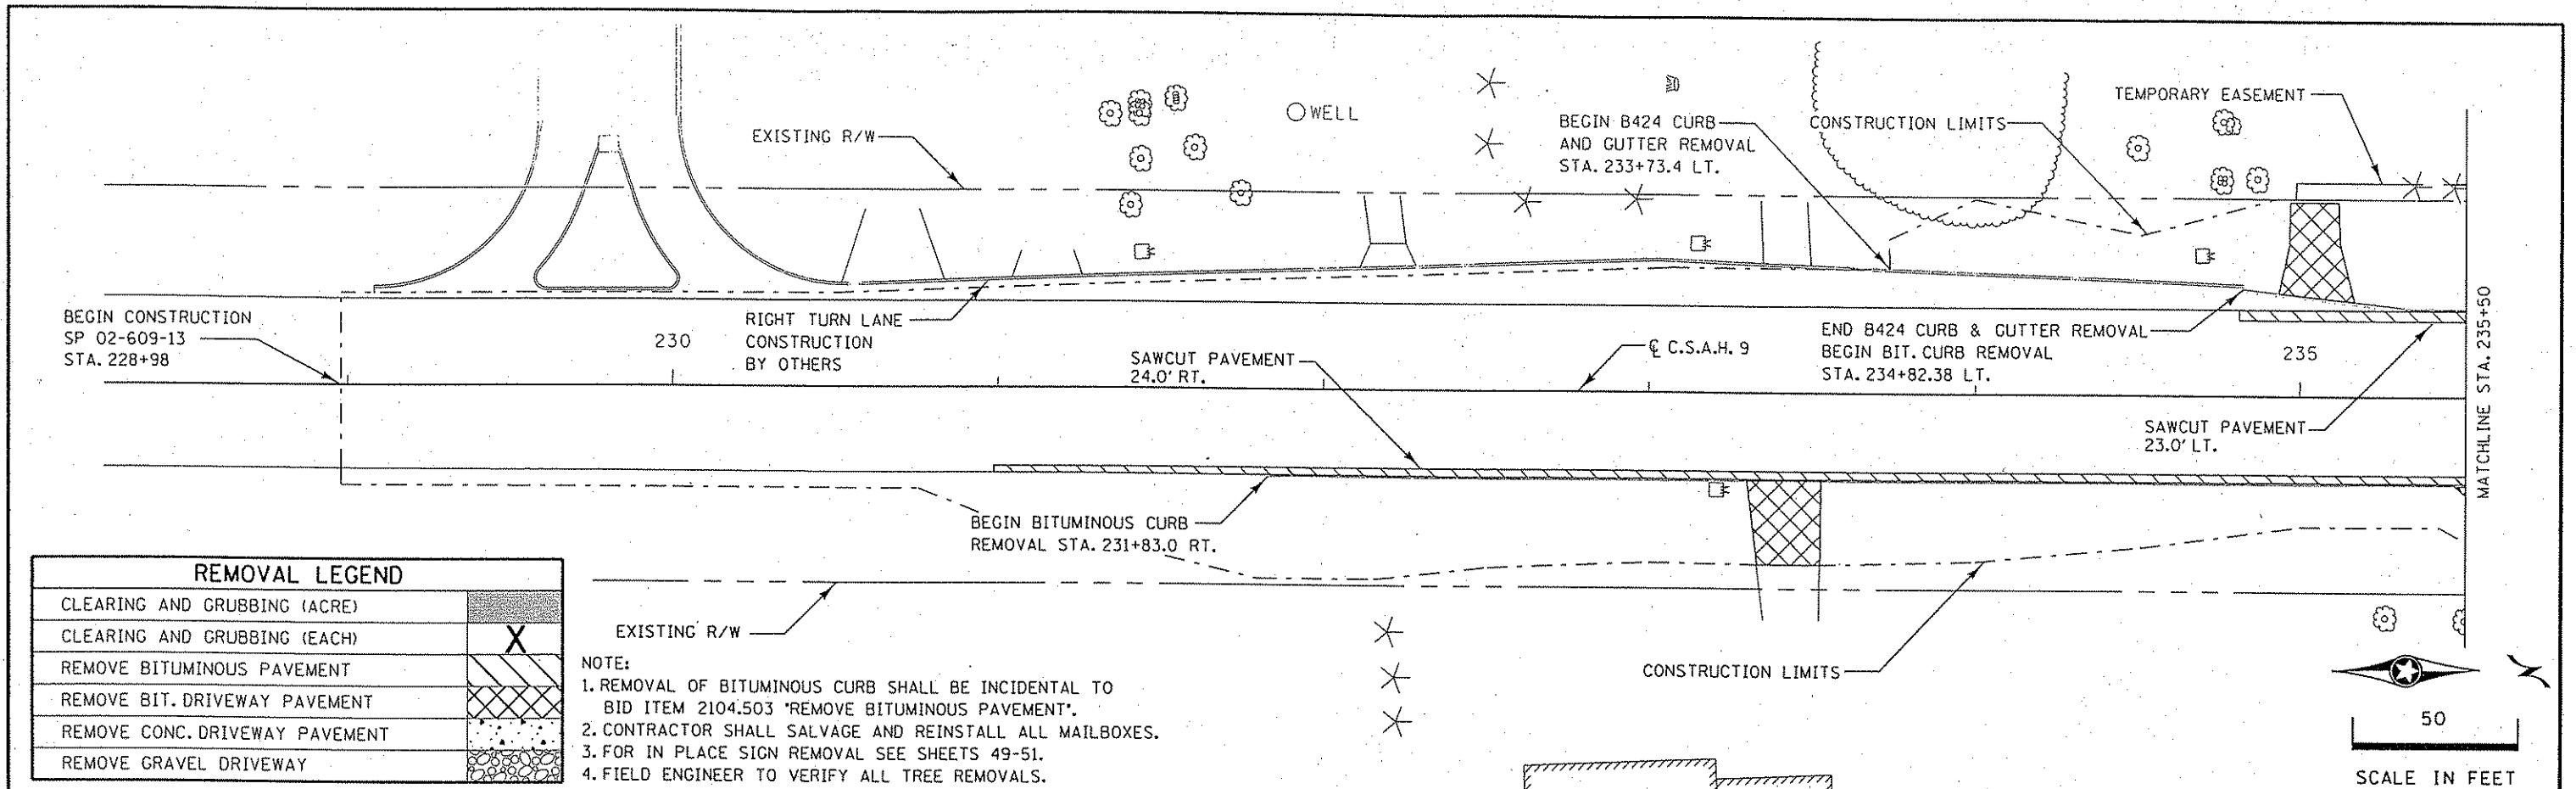 TEMPORARY EASEMENT
EXISTING R/W
WELL
BEGIN B424 CURB
AND GUTTER REMOVAL
STA. 233+73.4 LT.
CONSTRUCTION LIMITS
BEGIN CONSTRUCTION
SP 02-609-13
STA. 228+98
230
RIGHT TURN LANE
CONSTRUCTION
BY OTHERS
SAWCUT PAVEMENT
24.0' RT.
℄ C.S.A.H. 9
END B424 CURB & GUTTER REMOVAL
BEGIN BIT. CURB REMOVAL
STA. 234+82.38 LT.
235
MATCHLINE STA. 235+50
SAWCUT PAVEMENT
23.0' LT.
BEGIN BITUMINOUS CURB
REMOVAL STA. 231+83.0 RT.
REMOVAL LEGEND
CLEARING AND GRUBBING (ACRE)
CLEARING AND GRUBBING (EACH) X
REMOVE BITUMINOUS PAVEMENT
REMOVE BIT. DRIVEWAY PAVEMENT
REMOVE CONC. DRIVEWAY PAVEMENT
REMOVE GRAVEL DRIVEWAY
EXISTING R/W
NOTE:
1. REMOVAL OF BITUMINOUS CURB SHALL BE INCIDENTAL TO
BID ITEM 2104.503 "REMOVE BITUMINOUS PAVEMENT".
2. CONTRACTOR SHALL SALVAGE AND REINSTALL ALL MAILBOXES.
3. FOR IN PLACE SIGN REMOVAL SEE SHEETS 49-51.
4. FIELD ENGINEER TO VERIFY ALL TREE REMOVALS.
CONSTRUCTION LIMITS
N
50
SCALE IN FEET